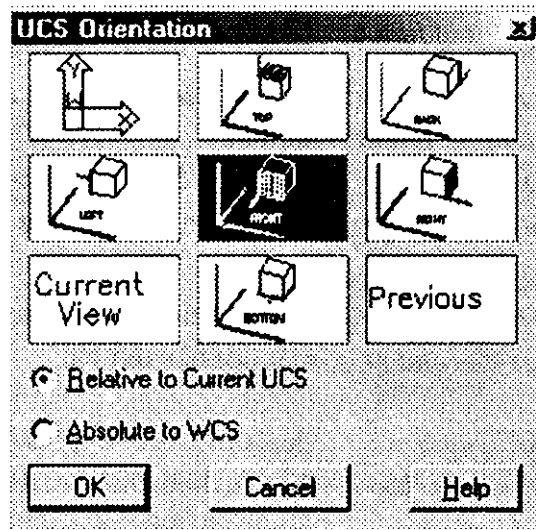 UCS Orientation
Y
X
TOP
BACK
LEFT
FRONT
RIGHT
Current
View
BOTTOM
Previous
Relative to Current UCS
Absolute to WCS
OK
Cancel
Help